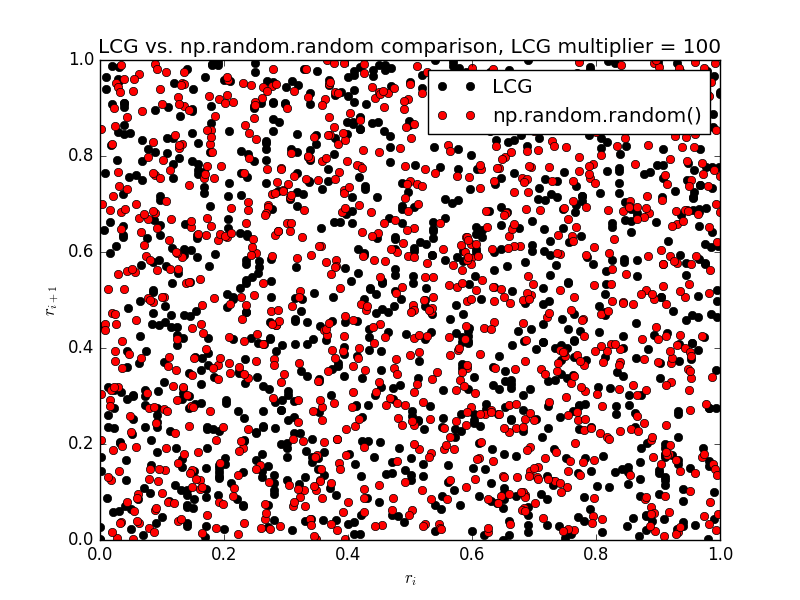 LCG vs. np.random.random comparison, LCG multiplier = 100
LCG
np.random.random()
1.0
0.8
0.6
0.4
0.2
0.0
0.0 0.2 0.4 0.6 0.8 1.0
r_{i+1}
r_i